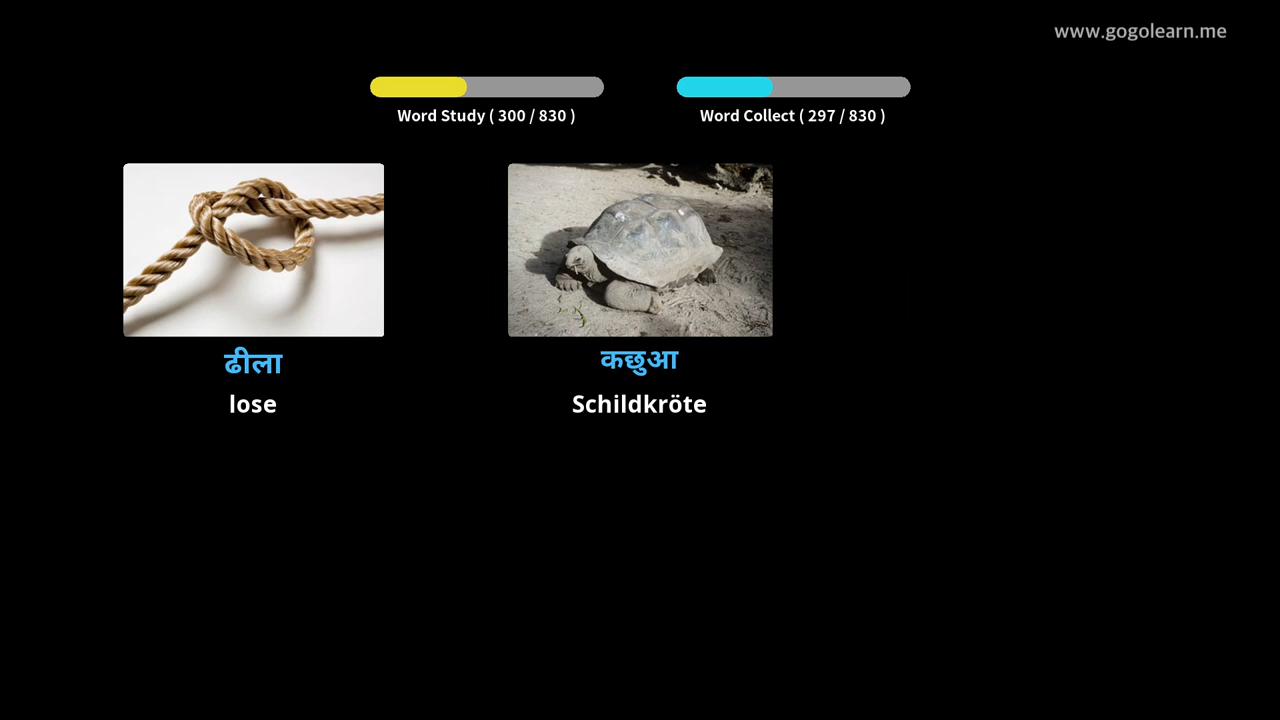 www.gogolearn.me
Word Study ( 300 / 830 )
Word Collect ( 297 / 830 )
ढीला
lose
कछुआ
Schildkröte